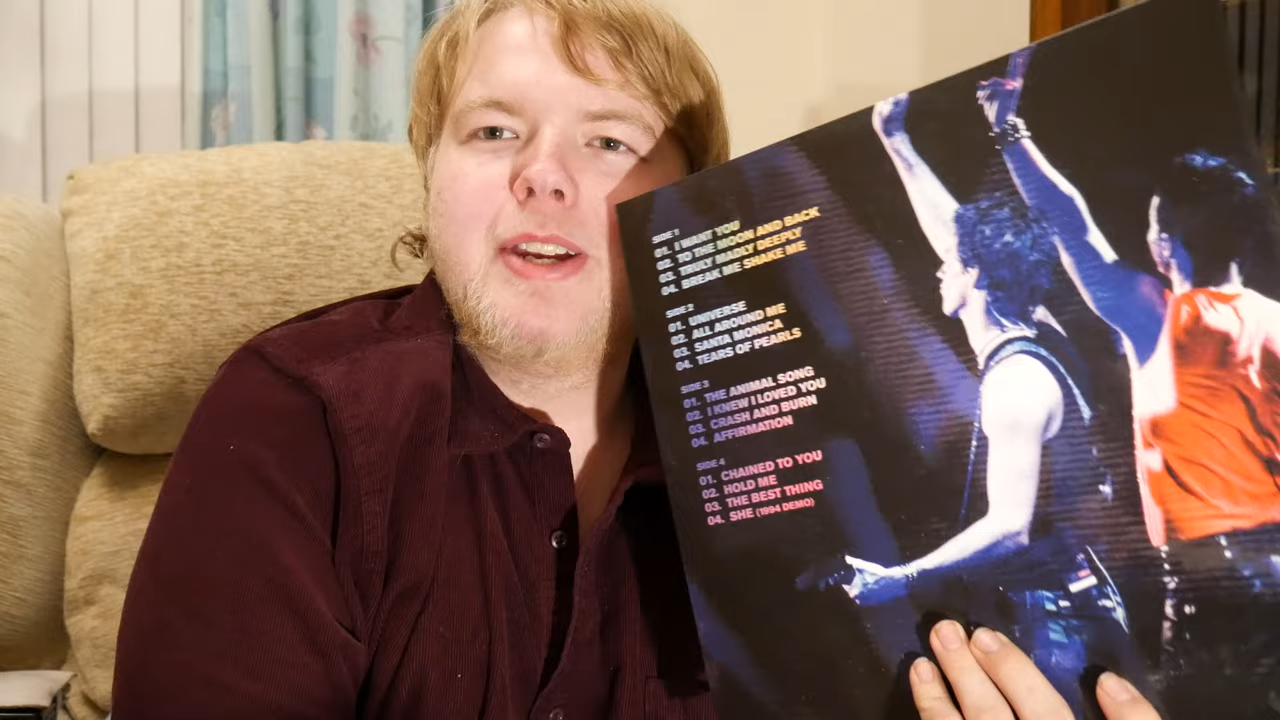 SIDE 1
01. I WANT YOU
02. TO THE MOON AND BACK
03. TRULY MADLY DEEPLY
04. BREAK ME SHAKE ME
SIDE 2
01. UNIVERSE
02. ALL AROUND ME
03. SANTA MONICA
04. TEARS OF PEARLS
SIDE 3
01. THE ANIMAL SONG
02. I KNEW I LOVED YOU
03. CRASH AND BURN
04. AFFIRMATION
SIDE 4
01. CHAINED TO YOU
02. HOLD ME
03. THE BEST THING
04. SHE (1994 DEMO)